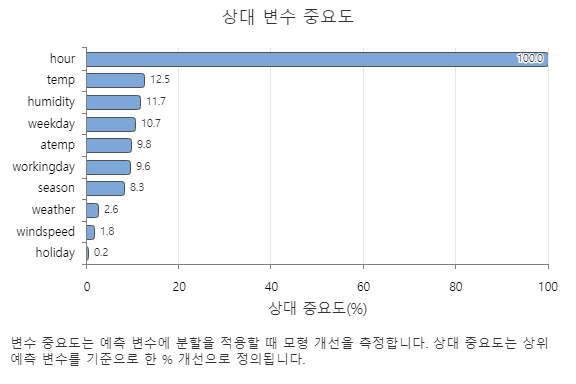 상대 변수 중요도
hour 100.0
temp 12.5
humidity 11.7
weekday 10.7
atemp 9.8
workingday 9.6
season 8.3
weather 2.6
windspeed 1.8
holiday 0.2
0 20 40 60 80 100
상대 중요도(%)
변수 중요도는 예측 변수에 분할을 적용할 때 모형 개선을 측정합니다. 상대 중요도는 상위
예측 변수를 기준으로 한 % 개선으로 정의됩니다.